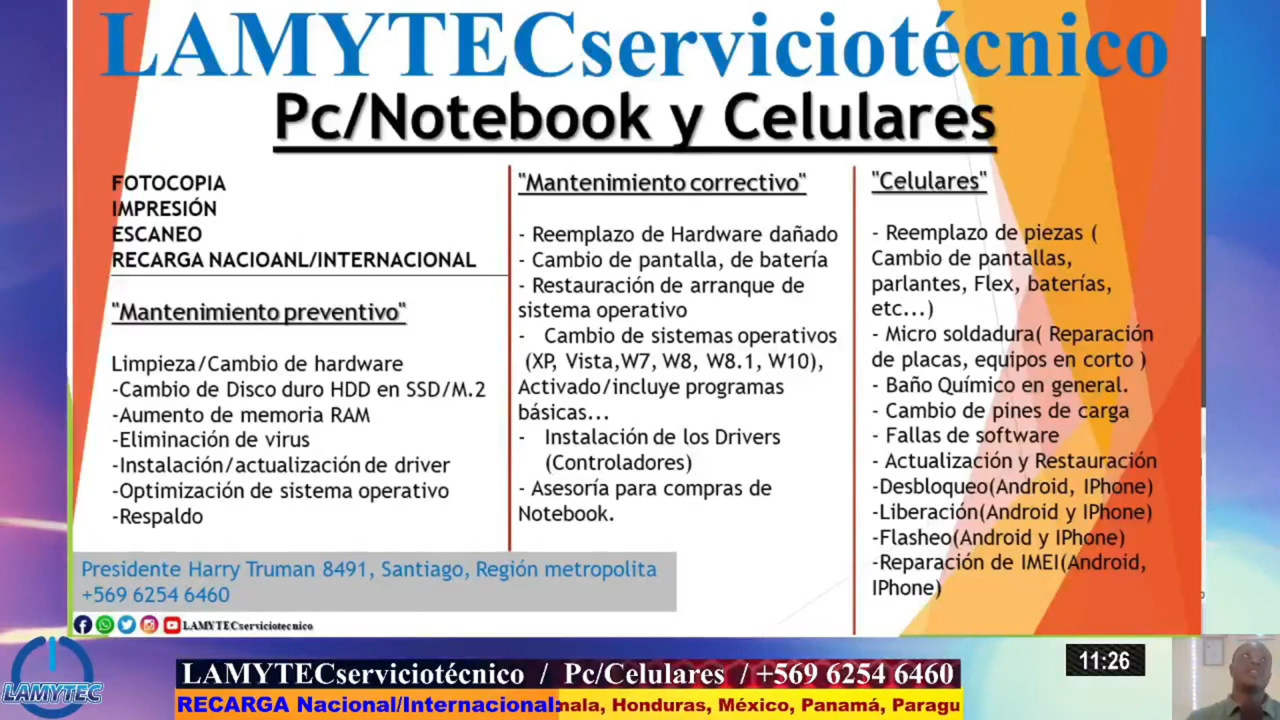 LAMYTECserviciotécnico
Pc/Notebook y Celulares
FOTOCOPIA
IMPRESIÓN
ESCANEO
RECARGA NACIOANL/INTERNACIONAL
"Mantenimiento preventivo"
Limpieza/Cambio de hardware
-Cambio de Disco duro HDD en SSD/M.2
-Aumento de memoria RAM
-Eliminación de virus
-Instalación/actualización de driver
-Optimización de sistema operativo
-Respaldo
"Mantenimiento correctivo"
- Reemplazo de Hardware dañado
- Cambio de pantalla, de batería
- Restauración de arranque de
sistema operativo
- Cambio de sistemas operativos
(XP, Vista,W7, W8, W8.1, W10),
Activado/incluye programas
básicas...
- Instalación de los Drivers
(Controladores)
- Asesoría para compras de
Notebook.
"Celulares"
- Reemplazo de piezas (
Cambio de pantallas,
parlantes, Flex, baterías,
etc...)
- Micro soldadura( Reparación
de placas, equipos en corto )
- Baño Químico en general.
- Cambio de pines de carga
- Fallas de software
- Actualización y Restauración
-Desbloqueo(Android, IPhone)
-Liberación(Android y IPhone)
-Flasheo(Android y IPhone)
-Reparación de IMEI(Android,
IPhone)
Presidente Harry Truman 8491, Santiago, Región metropolita
+569 6254 6460
LAMYTECserviciotecnico
LAMYTEC
LAMYTECserviciotécnico / Pc/Celulares / +569 6254 6460
RECARGA Nacional/Internacional: nala, Honduras, México, Panamá, Paragu
11:26